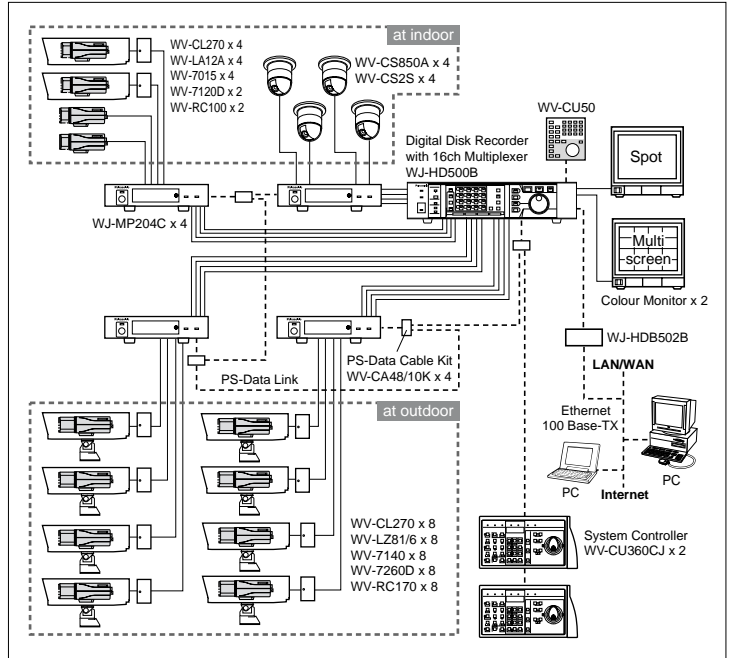 at indoor
WV-CL270 x 4
WV-LA12A x 4
WV-7015 x 4
WV-7120D x 2
WV-RC100 x 2
WV-CS850A x 4
WV-CS2S x 4
WV-CU50
Digital Disk Recorder
with 16ch Multiplexer
WJ-HD500B
Spot
WJ-MP204C x 4
Multi
-screen-
Colour Monitor x 2
WJ-HDB502B
PS-Data Cable Kit
WV-CA48/10K x 4
PS-Data Link
LAN/WAN
Ethernet
100 Base-TX
PC
PC
Internet
at outdoor
WV-CL270 x 8
WV-LZ81/6 x 8
WV-7140 x 8
WV-7260D x 8
WV-RC170 x 8
System Controller
WV-CU360CJ x 2